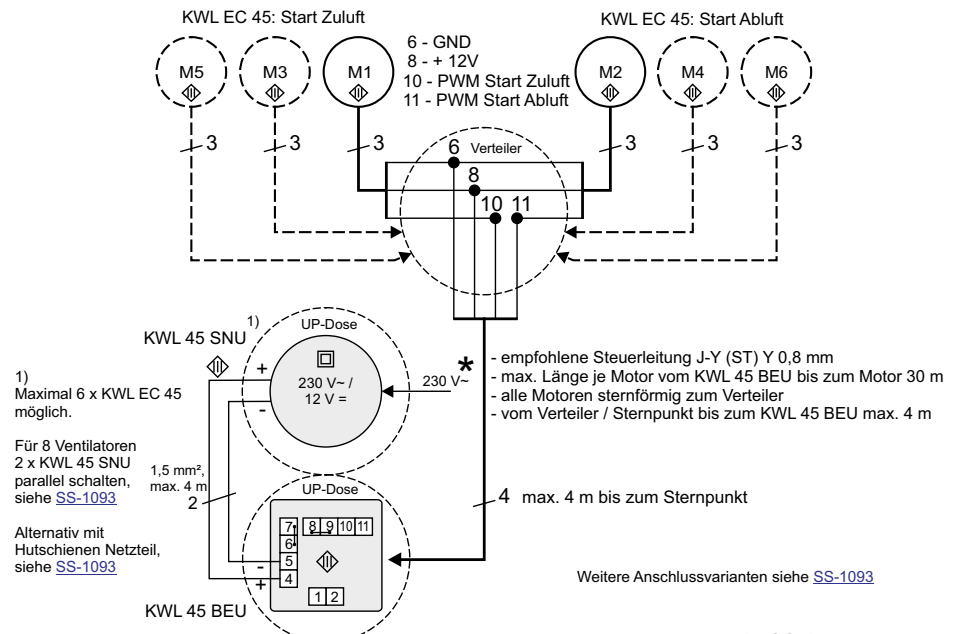 KWL EC 45: Start Zuluft
KWL EC 45: Start Abluft
M5
M3
M1
6 - GND
8 - + 12V
10 - PWM Start Zuluft
11 - PWM Start Abluft
M2
M4
M6
3
3
3
3
3
3
6 Verteiler
8
10 11
KWL 45 SNU
1)
UP-Dose
+
-
230 V~ /
12 V =
230 V~
*
- empfohlene Steuerleitung J-Y (ST) Y 0,8 mm
- max. Länge je Motor vom KWL 45 BEU bis zum Motor 30 m
- alle Motoren sternförmig zum Verteiler
- vom Verteiler / Sternpunkt bis zum KWL 45 BEU max. 4 m
1)
Maximal 6 x KWL EC 45
möglich.
Für 8 Ventilatoren
2 x KWL 45 SNU
parallel schalten,
siehe SS-1093
Alternativ mit
Hutschienen Netzteil,
siehe SS-1093
1,5 mm²,
max. 4 m
2
UP-Dose
7 8 9 10 11
6
5
4
-
+
1 2
KWL 45 BEU
4 max. 4 m bis zum Sternpunkt
Weitere Anschlussvarianten siehe SS-1093